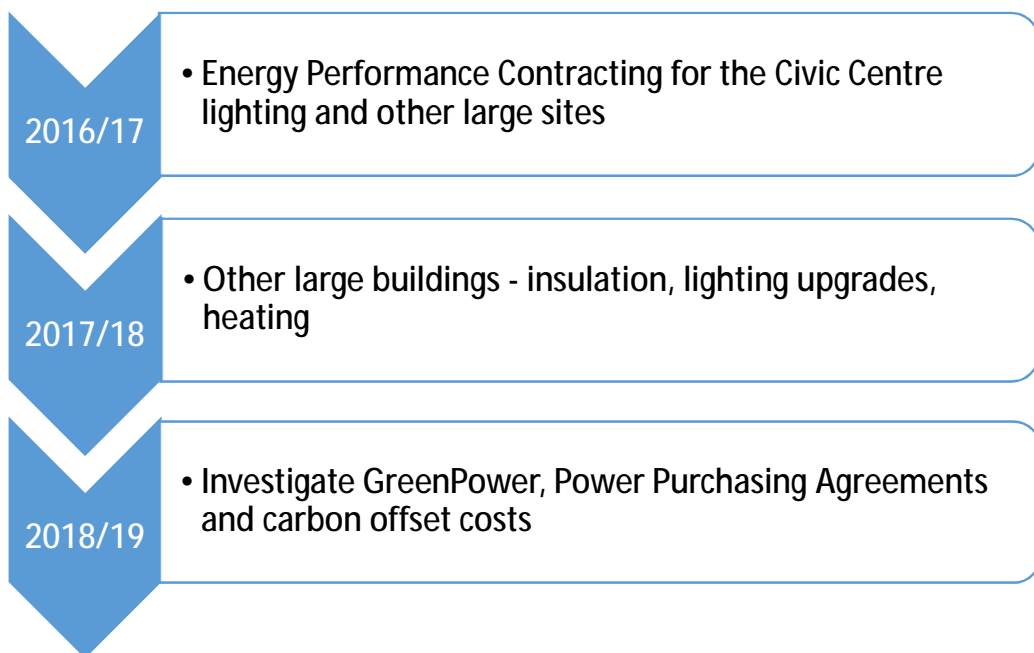 2016/17
• Energy Performance Contracting for the Civic Centre
lighting and other large sites
2017/18
• Other large buildings - insulation, lighting upgrades,
heating
2018/19
• Investigate GreenPower, Power Purchasing Agreements
and carbon offset costs